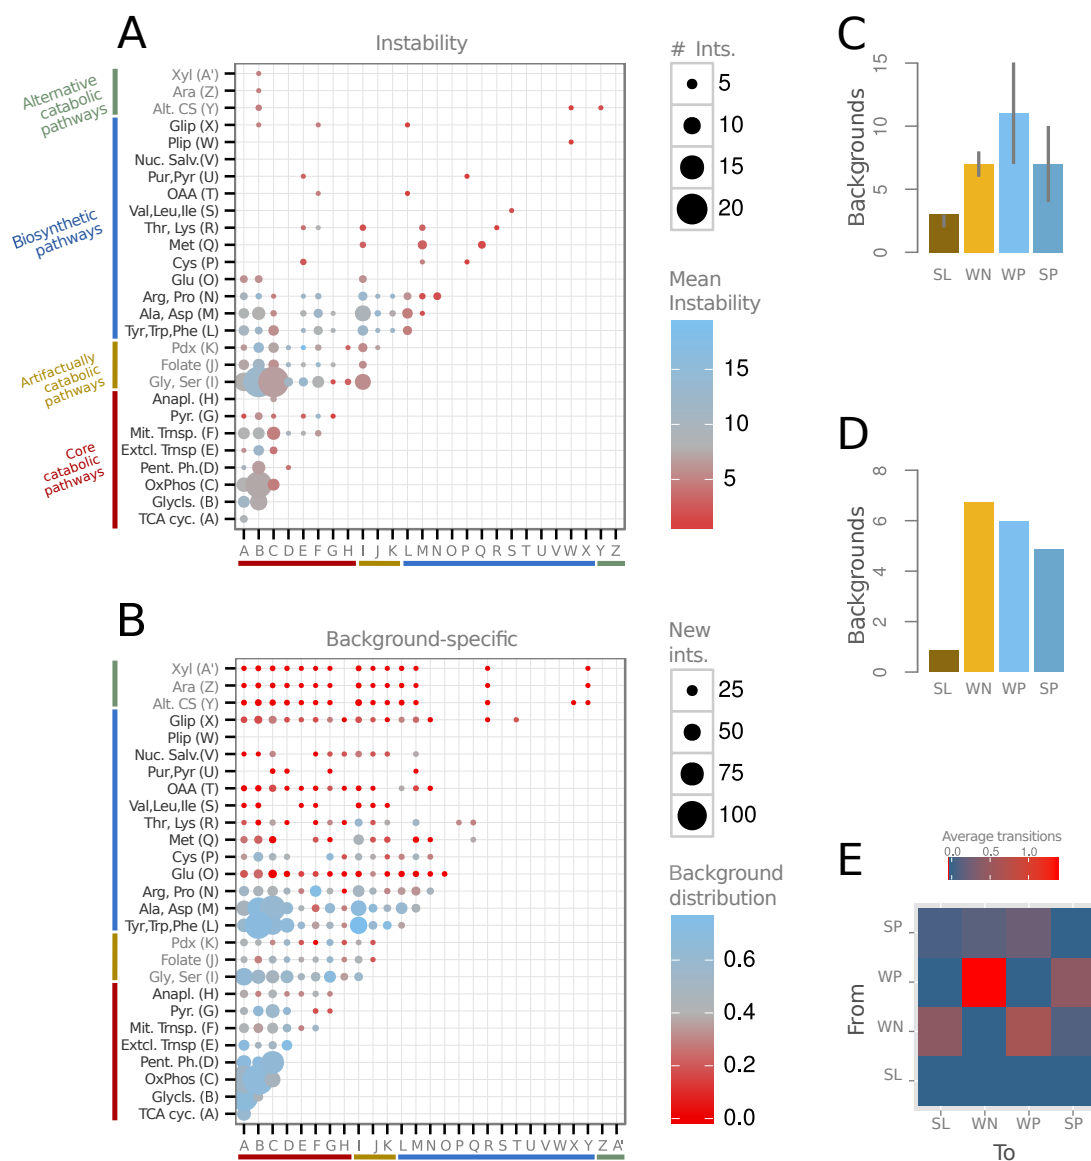 A
Instability
Alternative
catabolic
pathways
Biosynthetic
pathways
Artifactually
catabolic
pathways
Core
catabolic
pathways
Xyl (A')
Ara (Z)
Alt. CS (Y)
Glip (X)
Plip (W)
Nuc. Salv.(V)
Pur,Pyr (U)
OAA (T)
Val,Leu,Ile (S)
Thr, Lys (R)
Met (Q)
Cys (P)
Glu (O)
Arg, Pro (N)
Ala, Asp (M)
Tyr,Trp,Phe (L)
Pdx (K)
Folate (J)
Gly, Ser (I)
Anapl. (H)
Pyr. (G)
Mit. Trnsp. (F)
Extcl. Trnsp (E)
Pent. Ph.(D)
OxPhos (C)
Glycls. (B)
TCA cyc. (A)
A B C D E F G H I J K L M N O P Q R S T U V W X Y Z
# Ints.
5
10
15
20
Mean
Instability
15
10
5
B
Background-specific
Xyl (A')
Ara (Z)
Alt. CS (Y)
Glip (X)
Plip (W)
Nuc. Salv.(V)
Pur,Pyr (U)
OAA (T)
Val,Leu,Ile (S)
Thr, Lys (R)
Met (Q)
Cys (P)
Glu (O)
Arg, Pro (N)
Ala, Asp (M)
Tyr,Trp,Phe (L)
Pdx (K)
Folate (J)
Gly, Ser (I)
Anapl. (H)
Pyr. (G)
Mit. Trnsp. (F)
Extcl. Trnsp (E)
Pent. Ph.(D)
OxPhos (C)
Glycls. (B)
TCA cyc. (A)
A B C D E F G H I J K L M N O P Q R S T U V W X Y Z A'
New
ints.
25
50
75
100
Background
distribution
0.6
0.4
0.2
0.0
C
Backgrounds
15
10
5
0
SL WN WP SP
D
Backgrounds
8
6
4
2
0
SL WN WP SP
E
Average transitions
0.0 0.5 1.0
From
SP
WP
WN
SL
SL WN WP SP
To